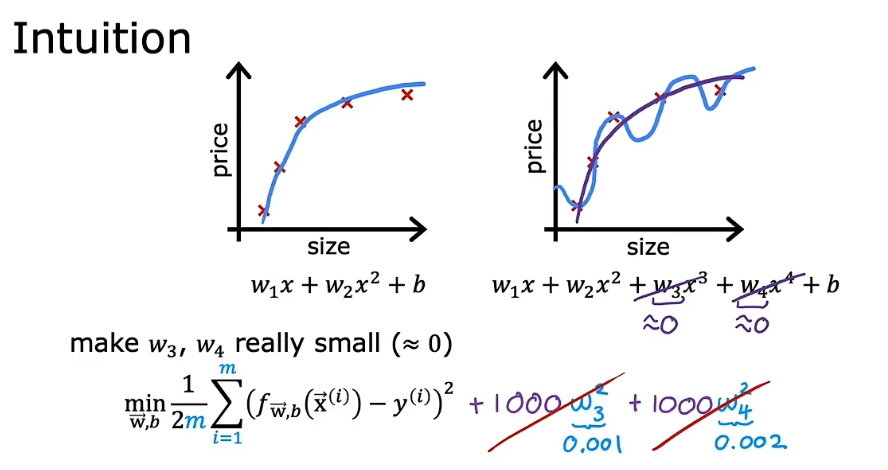 Intuition
price
price
size
size
w₁x + w₂x² + b
w₁x + w₂x² + w₃x³ + w₄x⁴ + b
≈0 ≈0
make w₃, w₄ really small (≈ 0)
min w⃗,b 1/2m m∑i=1 (f w⃗,b(x⃗⁽ⁱ⁾) − y⁽ⁱ⁾)² + 1000 w₃² + 1000 w₄²
0.001 0.002